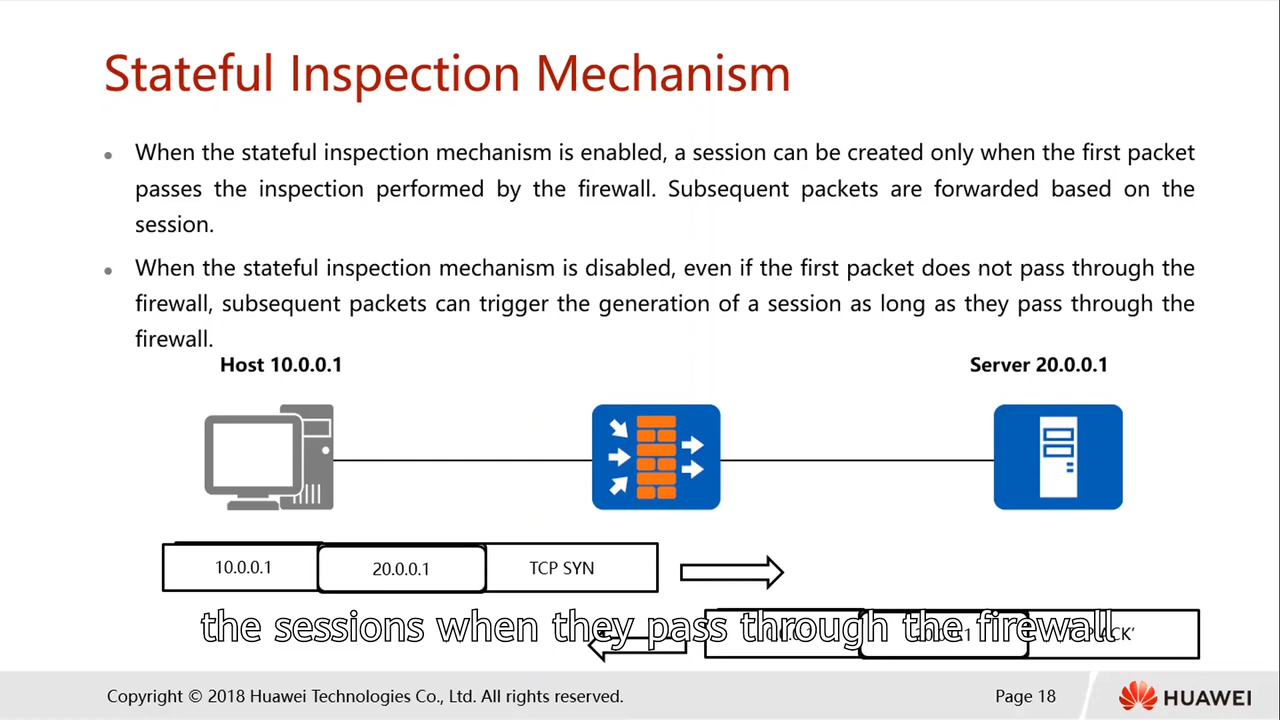 Stateful Inspection Mechanism
• When the stateful inspection mechanism is enabled, a session can be created only when the first packet
passes the inspection performed by the firewall. Subsequent packets are forwarded based on the
session.
• When the stateful inspection mechanism is disabled, even if the first packet does not pass through the
firewall, subsequent packets can trigger the generation of a session as long as they pass through the
firewall.
Host 10.0.0.1
Server 20.0.0.1
10.0.0.1
20.0.0.1
TCP SYN
the sessions when they pass through the firewall
Copyright © 2018 Huawei Technologies Co., Ltd. All rights reserved.
Page 18
HUAWEI